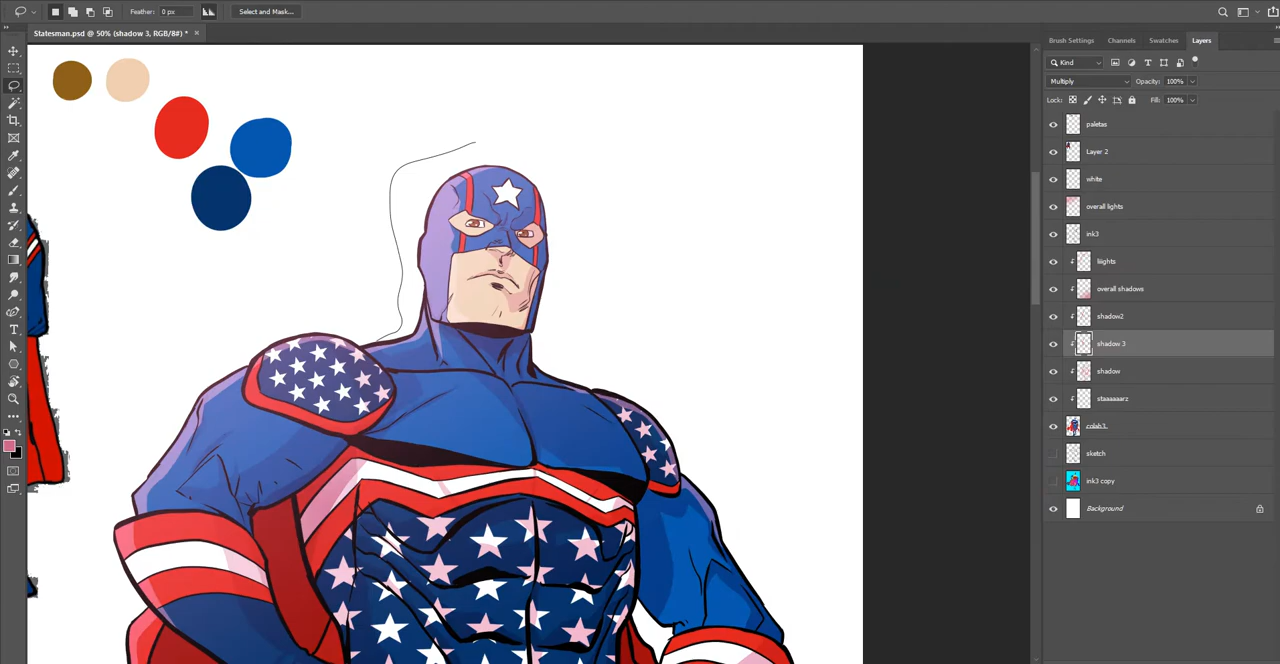 Feather: 0 px Select and Mask...
Statesman.psd @ 50% (shadow 3, RGB/8#) * ×
Brush Settings Channels Swatches Layers
Kind
Multiply Opacity: 100%
Lock: Fill: 100%
paletas
Layer 2
white
overall lights
ink3
liiights
overall shadows
shadow2
shadow 3
shadow
staaaaaarz
colab3.
sketch
ink3 copy
Background